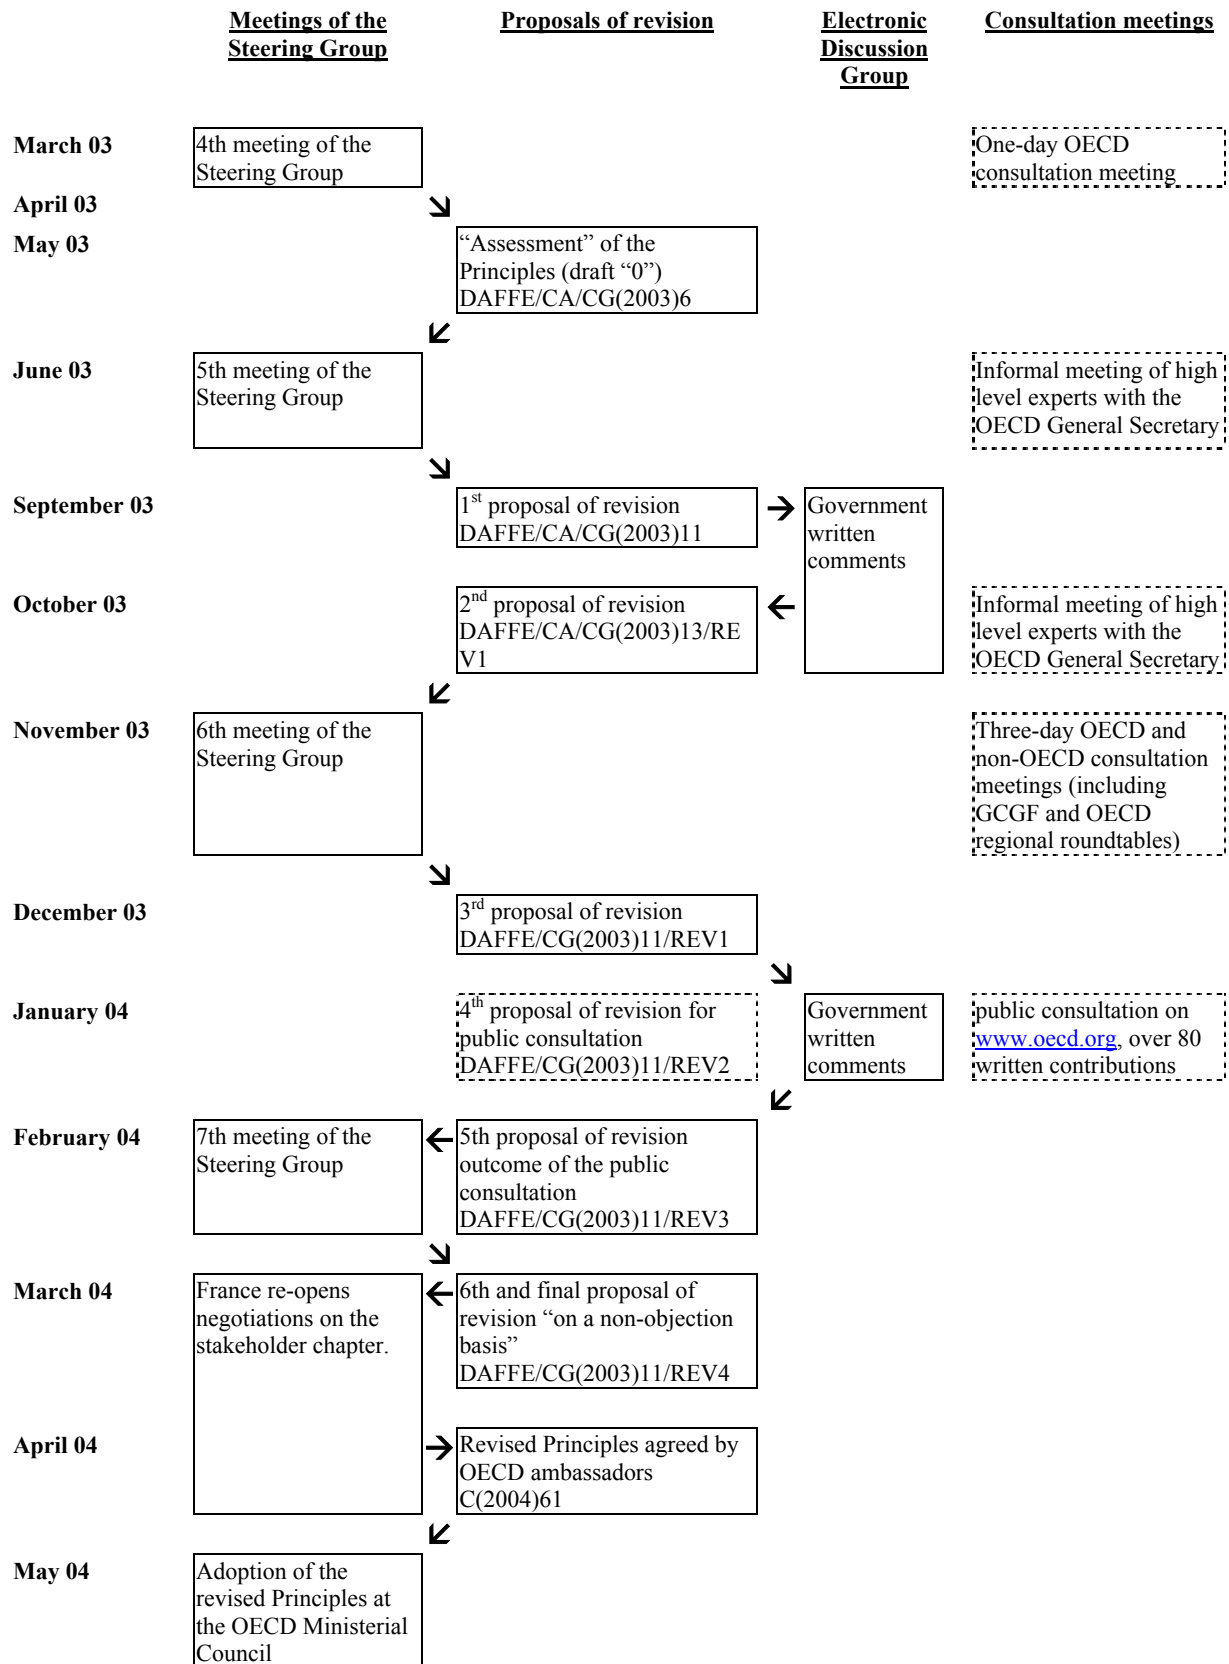 Meetings of the
Steering Group
Proposals of revision
Electronic
Discussion
Group
Consultation meetings
March 03
4th meeting of the
Steering Group
One-day OECD
consultation meeting
April 03
May 03
“Assessment” of the
Principles (draft “0”)
DAFFE/CA/CG(2003)6
June 03
5th meeting of the
Steering Group
Informal meeting of high
level experts with the
OECD General Secretary
September 03
1st proposal of revision
DAFFE/CA/CG(2003)11
Government
written
comments
October 03
2nd proposal of revision
DAFFE/CA/CG(2003)13/RE
V1
Informal meeting of high
level experts with the
OECD General Secretary
November 03
6th meeting of the
Steering Group
Three-day OECD and
non-OECD consultation
meetings (including
GCGF and OECD
regional roundtables)
December 03
3rd proposal of revision
DAFFE/CG(2003)11/REV1
January 04
4th proposal of revision for
public consultation
DAFFE/CG(2003)11/REV2
Government
written
comments
public consultation on
www.oecd.org, over 80
written contributions
February 04
7th meeting of the
Steering Group
5th proposal of revision
outcome of the public
consultation
DAFFE/CG(2003)11/REV3
March 04
France re-opens
negotiations on the
stakeholder chapter.
6th and final proposal of
revision “on a non-objection
basis”
DAFFE/CG(2003)11/REV4
April 04
Revised Principles agreed by
OECD ambassadors
C(2004)61
May 04
Adoption of the
revised Principles at
the OECD Ministerial
Council